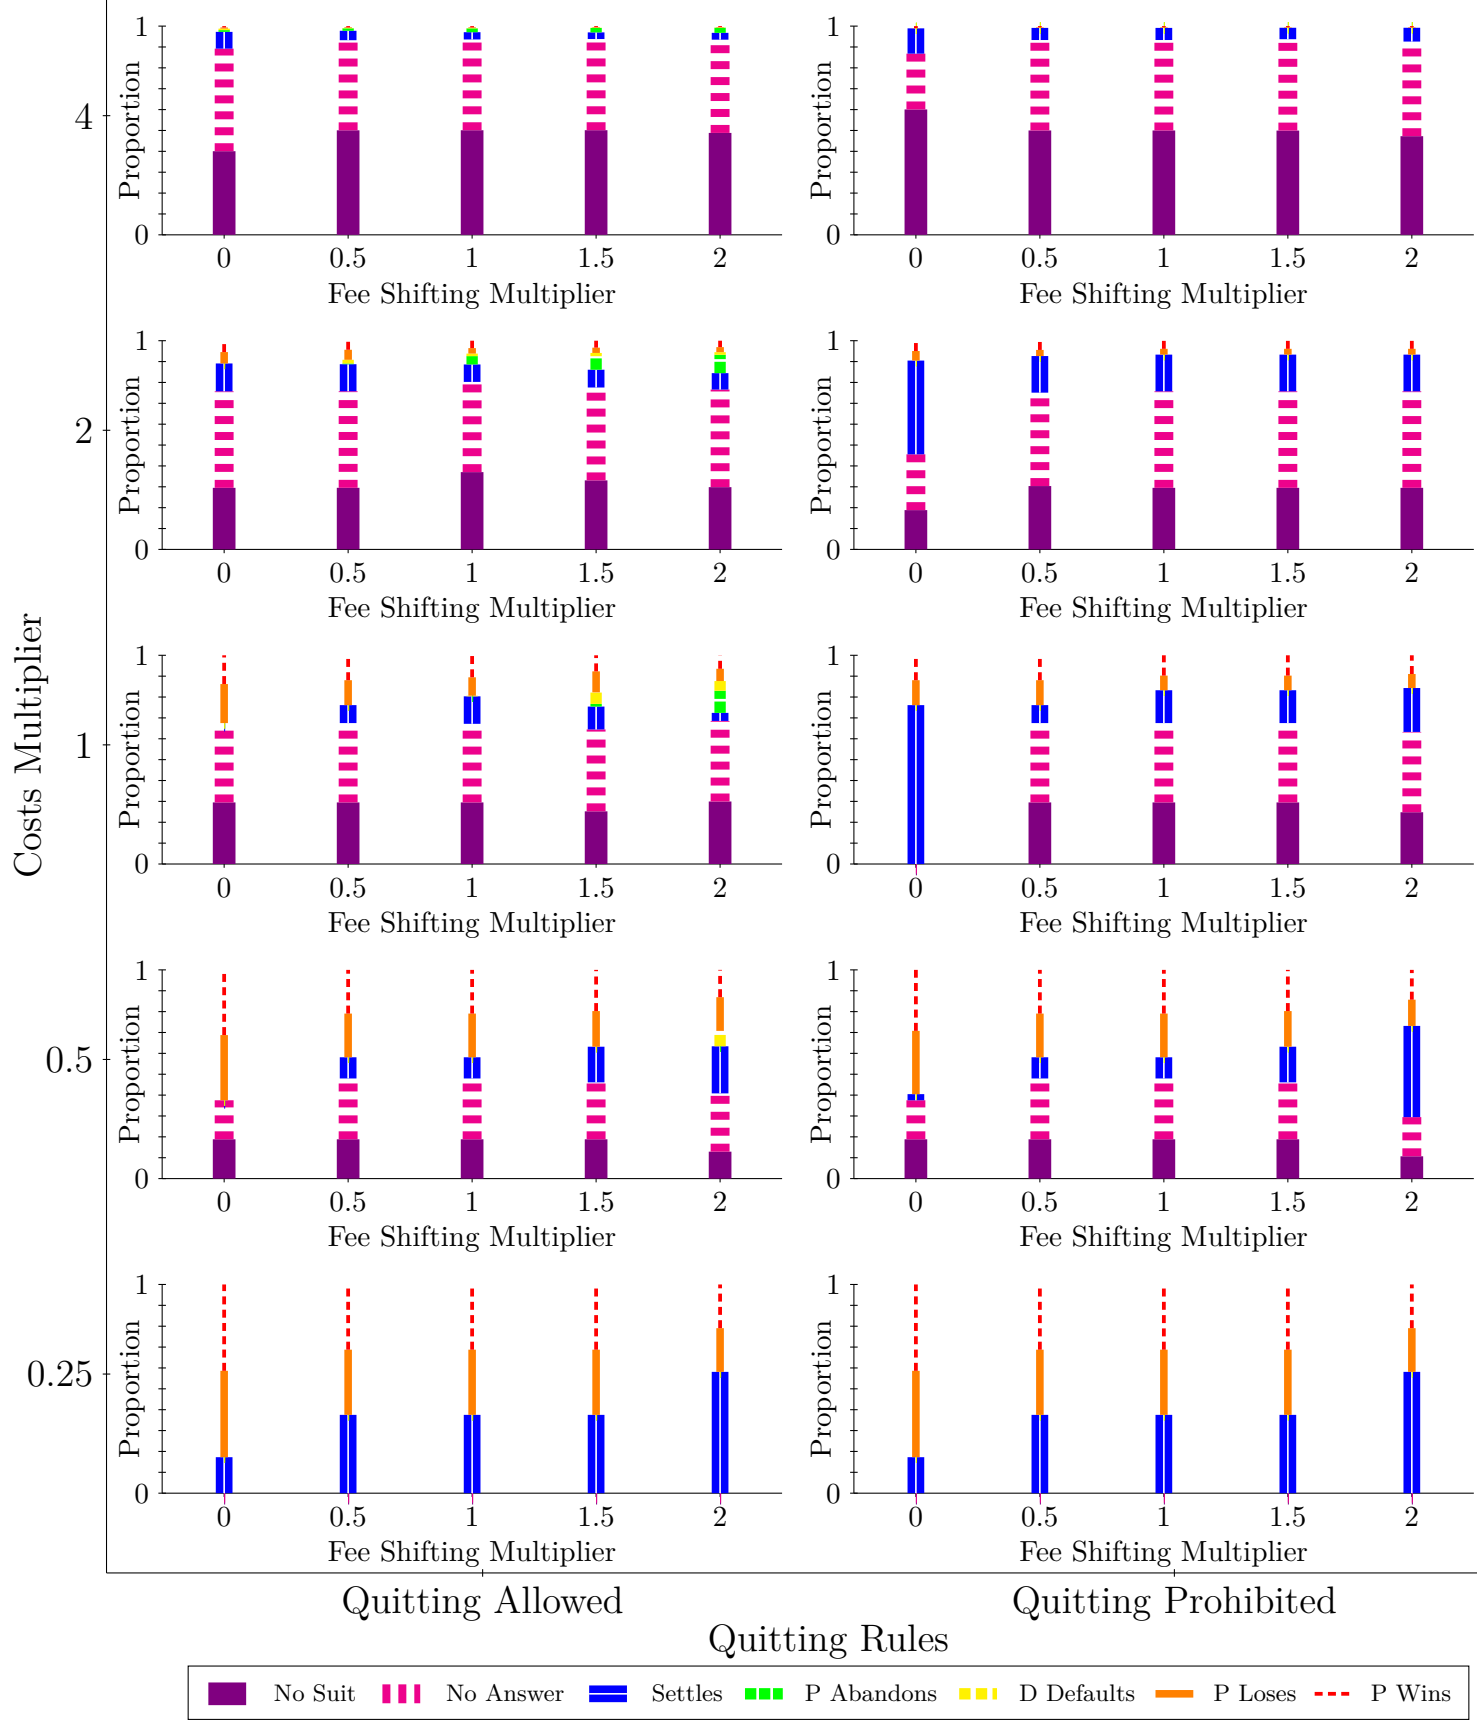 Costs Multiplier
4
Proportion
1
0
0 0.5 1 1.5 2
Fee Shifting Multiplier
Proportion
1
0
0 0.5 1 1.5 2
Fee Shifting Multiplier
2
Proportion
1
0
0 0.5 1 1.5 2
Fee Shifting Multiplier
Proportion
1
0
0 0.5 1 1.5 2
Fee Shifting Multiplier
1
Proportion
1
0
0 0.5 1 1.5 2
Fee Shifting Multiplier
Proportion
1
0
0 0.5 1 1.5 2
Fee Shifting Multiplier
0.5
Proportion
1
0
0 0.5 1 1.5 2
Fee Shifting Multiplier
Proportion
1
0
0 0.5 1 1.5 2
Fee Shifting Multiplier
0.25
Proportion
1
0
0 0.5 1 1.5 2
Fee Shifting Multiplier
Proportion
1
0
0 0.5 1 1.5 2
Fee Shifting Multiplier
Quitting Allowed
Quitting Prohibited
Quitting Rules
No Suit No Answer Settles P Abandons D Defaults P Loses P Wins